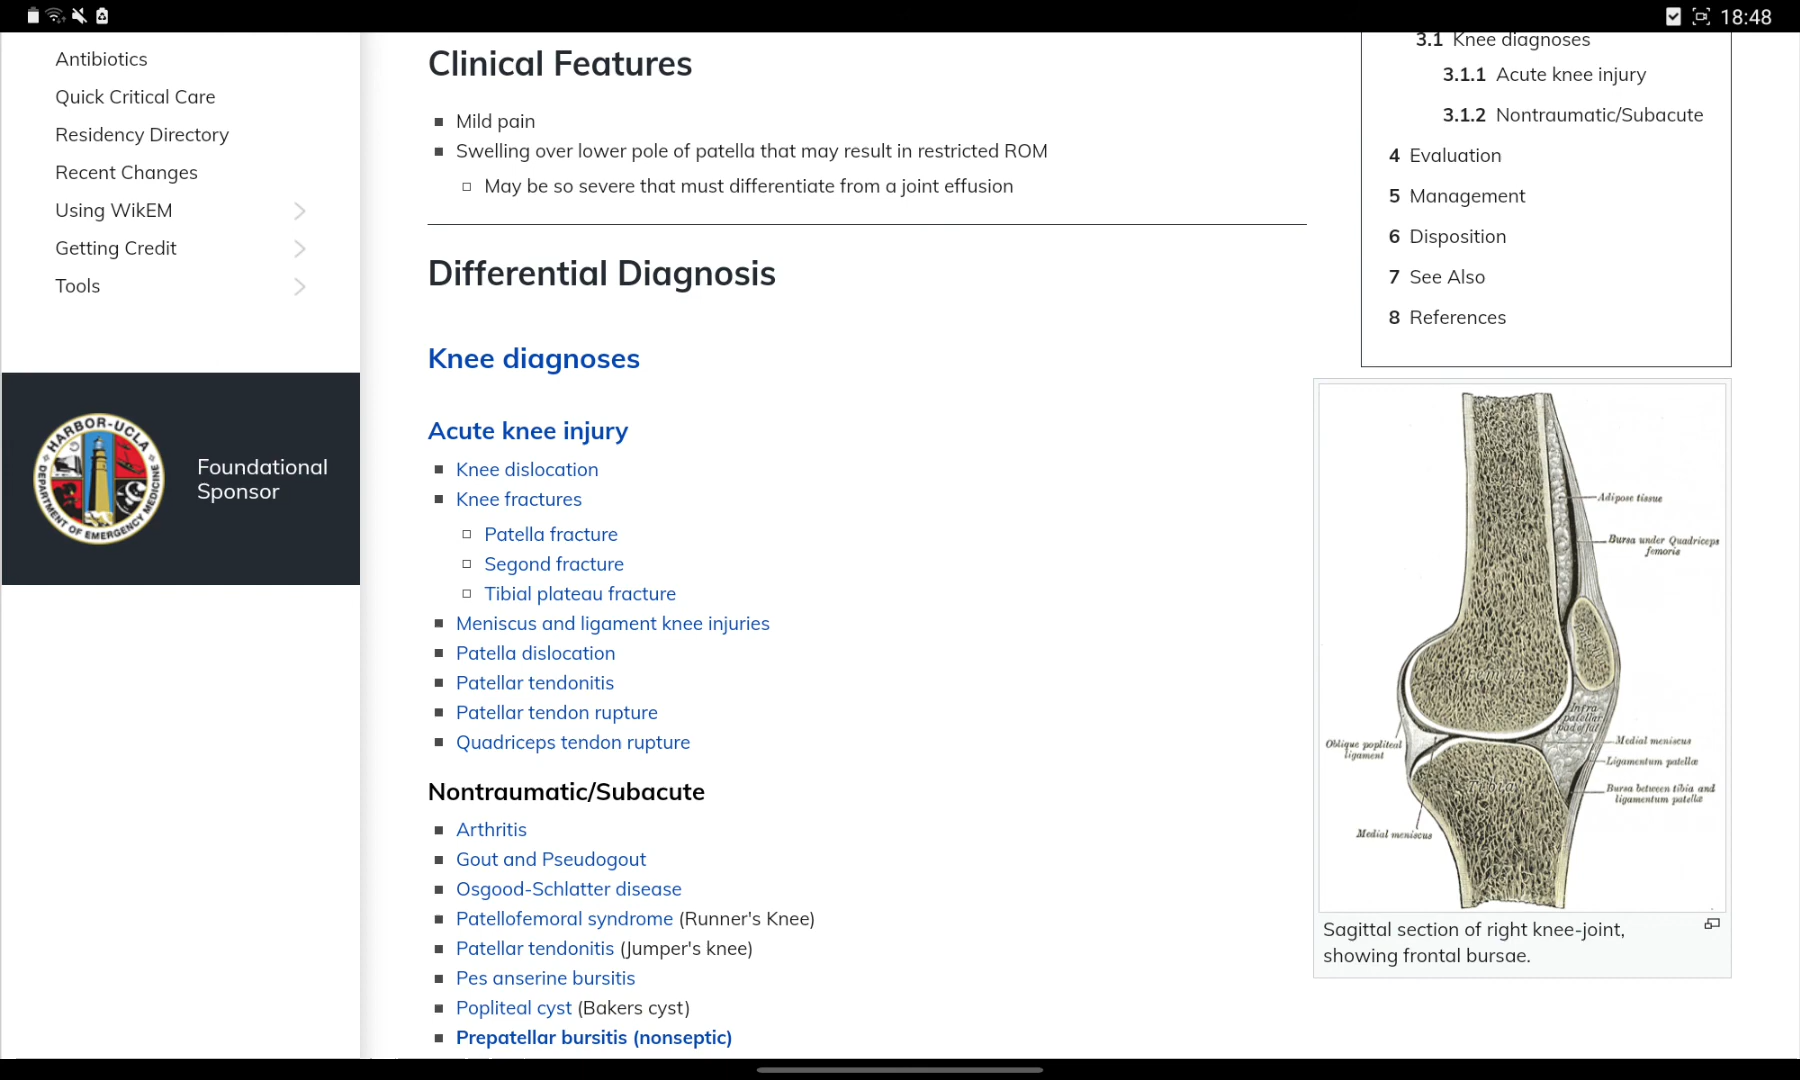 18:48
Antibiotics
Quick Critical Care
Residency Directory
Recent Changes
Using WikEM
Getting Credit
Tools
HARBOR-UCLA
DEPARTMENT OF EMERGENCY MEDICINE
Foundational
Sponsor
Clinical Features
Mild pain
Swelling over lower pole of patella that may result in restricted ROM
May be so severe that must differentiate from a joint effusion
Differential Diagnosis
Knee diagnoses
Acute knee injury
Knee dislocation
Knee fractures
Patella fracture
Segond fracture
Tibial plateau fracture
Meniscus and ligament knee injuries
Patella dislocation
Patellar tendonitis
Patellar tendon rupture
Quadriceps tendon rupture
Nontraumatic/Subacute
Arthritis
Gout and Pseudogout
Osgood-Schlatter disease
Patellofemoral syndrome (Runner's Knee)
Patellar tendonitis (Jumper's knee)
Pes anserine bursitis
Popliteal cyst (Bakers cyst)
Prepatellar bursitis (nonseptic)
3.1 Knee diagnoses
3.1.1 Acute knee injury
3.1.2 Nontraumatic/Subacute
4 Evaluation
5 Management
6 Disposition
7 See Also
8 References
Adipose tissue
Bursa under Quadriceps
femoris
Femur
Infra
patellar
pad of fat
Oblique popliteal
ligament
Medial meniscus
Ligamentum patellæ
Tibia
Bursa between tibia and
ligamentum patellæ
Medial meniscus
Sagittal section of right knee-joint,
showing frontal bursae.